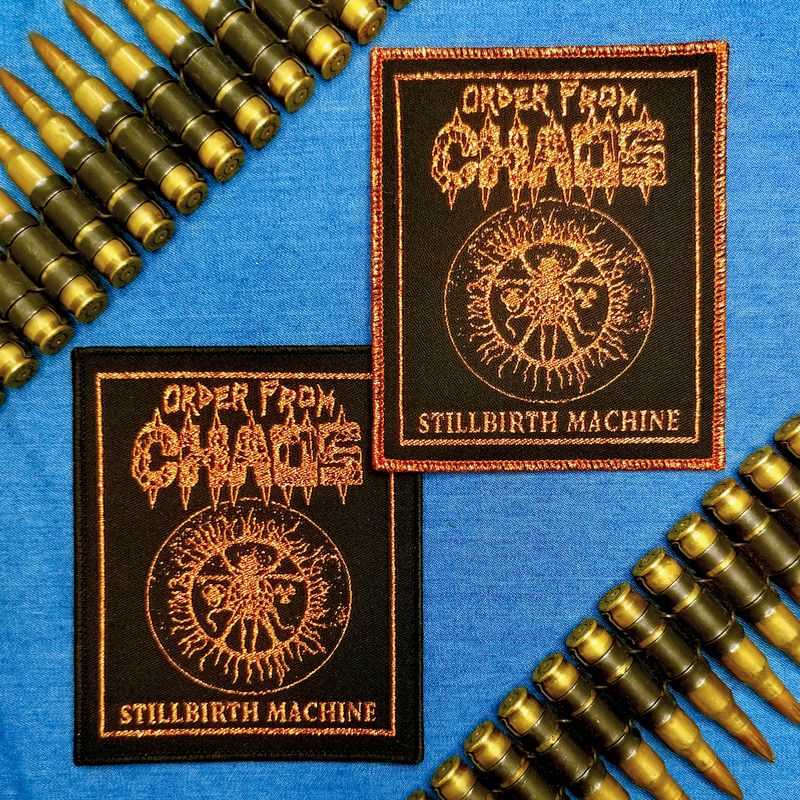 ORDER FROM
CHAOS
STILLBIRTH MACHINE
ORDER FROM
CHAOS
STILLBIRTH MACHINE